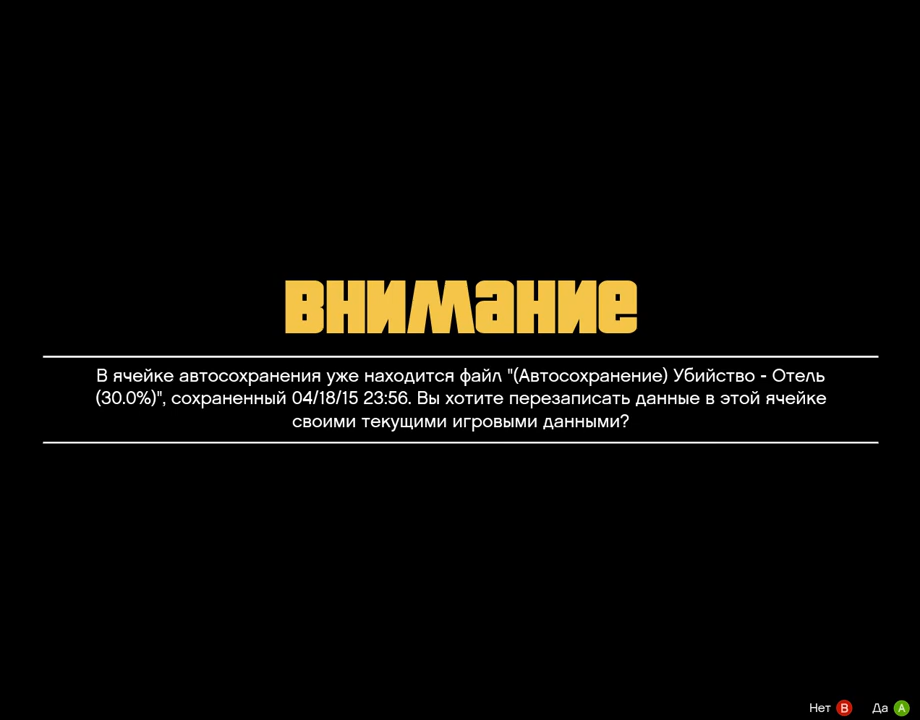 внимание
В ячейке автосохранения уже находится файл "(Автосохранение) Убийство - Отель
(30.0%)", сохраненный 04/18/15 23:56. Вы хотите перезаписать данные в этой ячейке
своими текущими игровыми данными?
Нет B Да A